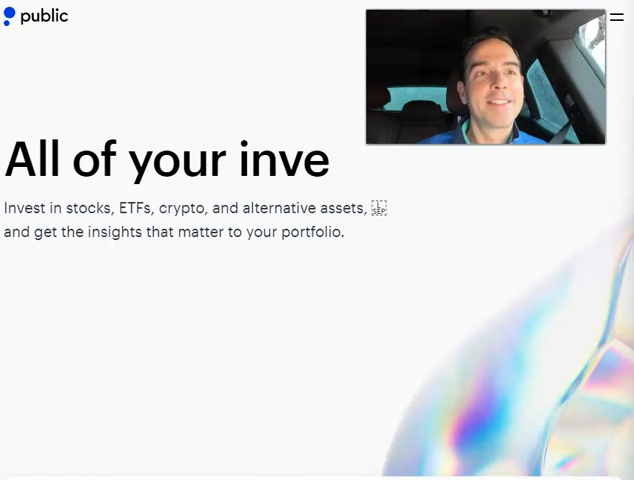 public
All of your inve
Invest in stocks, ETFs, crypto, and alternative assets,
and get the insights that matter to your portfolio.